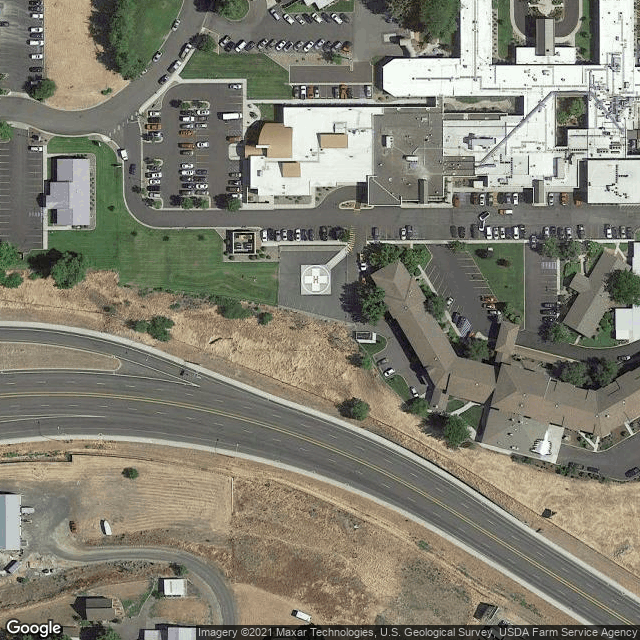 H
Google
Imagery ©2021 Maxar Technologies, U.S. Geological Survey, USDA Farm Service Agency